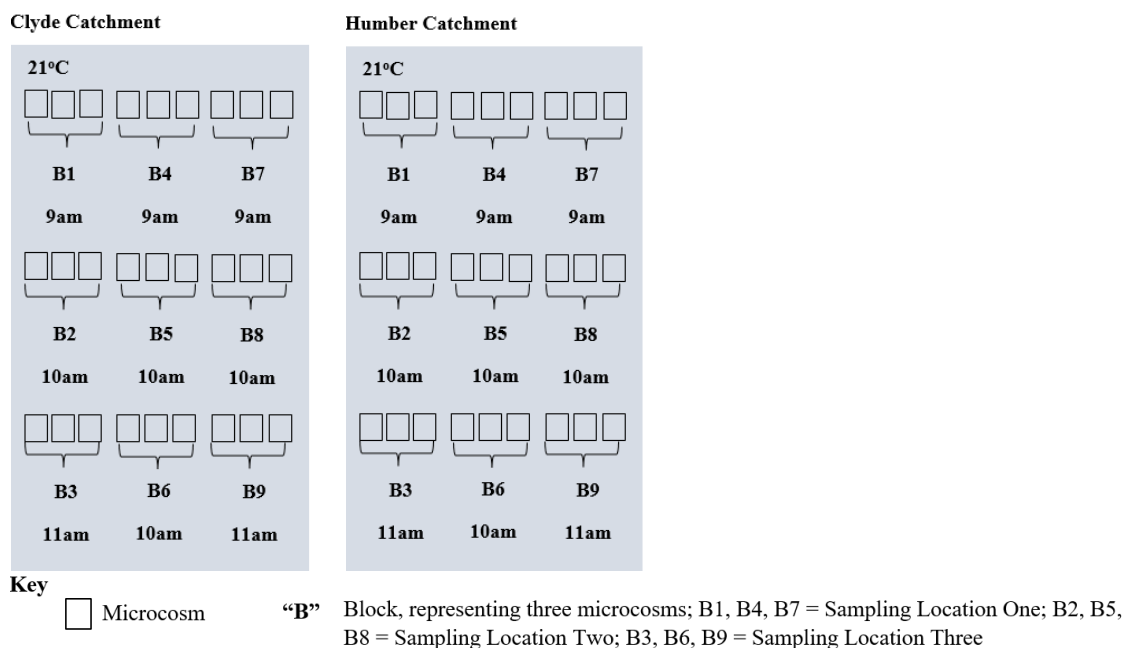 Clyde Catchment Humber Catchment
21°C 21°C
B1 B4 B7 B1 B4 B7
9am 9am 9am 9am 9am 9am
B2 B5 B8 B2 B5 B8
10am 10am 10am 10am 10am 10am
B3 B6 B9 B3 B6 B9
11am 10am 11am 11am 10am 11am
Key
Microcosm “B” Block, representing three microcosms; B1, B4, B7 = Sampling Location One; B2, B5,
B8 = Sampling Location Two; B3, B6, B9 = Sampling Location Three